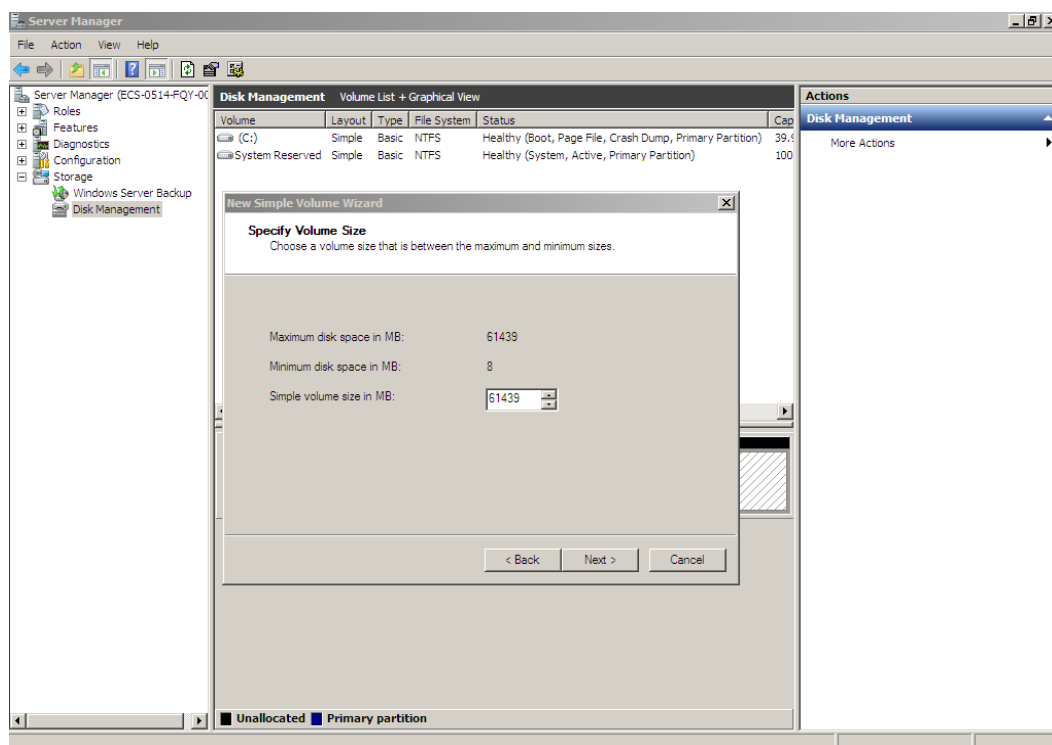 Server Manager
File Action View Help
Server Manager (ECS-0514-FQY-00
Roles
Features
Diagnostics
Configuration
Storage
Windows Server Backup
Disk Management
Disk Management Volume List + Graphical View
Volume Layout Type File System Status Cap
(C:) Simple Basic NTFS Healthy (Boot, Page File, Crash Dump, Primary Partition) 39.9
System Reserved Simple Basic NTFS Healthy (System, Active, Primary Partition) 100
New Simple Volume Wizard
Specify Volume Size
Choose a volume size that is between the maximum and minimum sizes.
Maximum disk space in MB: 61439
Minimum disk space in MB: 8
Simple volume size in MB: 61439
< Back Next > Cancel
Unallocated Primary partition
Actions
Disk Management
More Actions